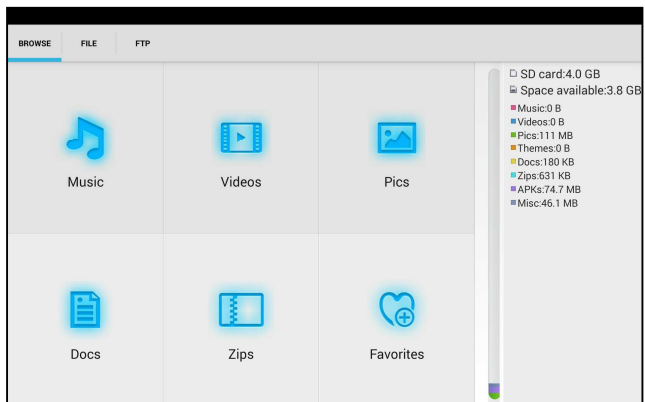 BROWSE FILE FTP
SD card:4.0 GB
Space available:3.8 GB
Music:0 B
Videos:0 B
Pics:111 MB
Themes:0 B
Docs:180 KB
Zips:631 KB
APKs:74.7 MB
Misc:46.1 MB
Music Videos Pics
Docs Zips Favorites